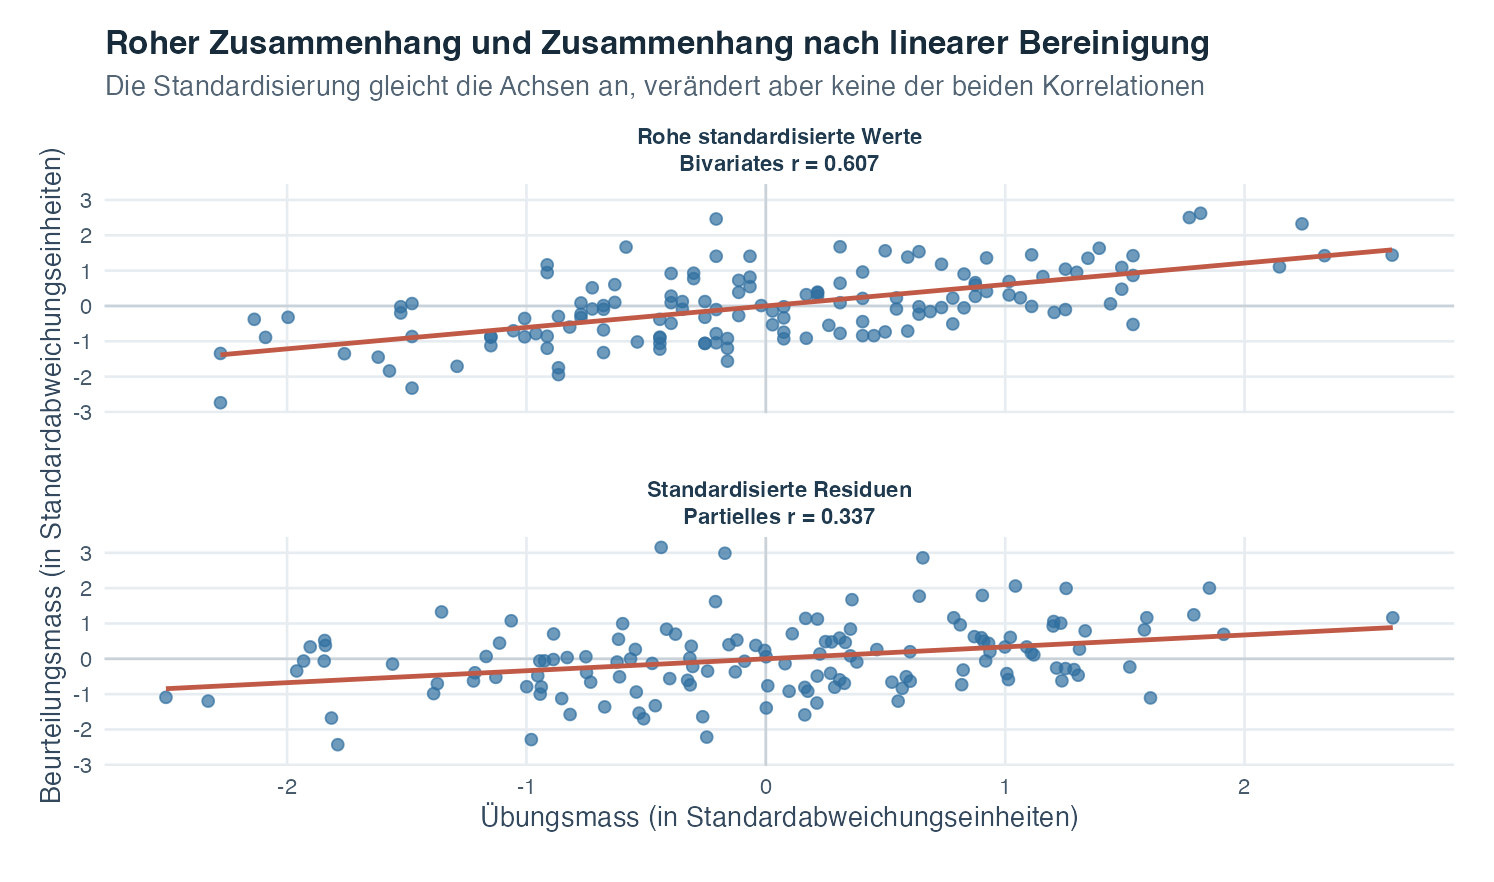 Roher Zusammenhang und Zusammenhang nach linearer Bereinigung
Die Standardisierung gleicht die Achsen an, verändert aber keine der beiden Korrelationen
Beurteilungsmass (in Standardabweichungseinheiten)
Rohe standardisierte Werte
Bivariates r = 0.607
3
2
1
0
-1
-2
-3
Standardisierte Residuen
Partielles r = 0.337
3
2
1
0
-1
-2
-3
-2 -1 0 1 2
Übungsmass (in Standardabweichungseinheiten)